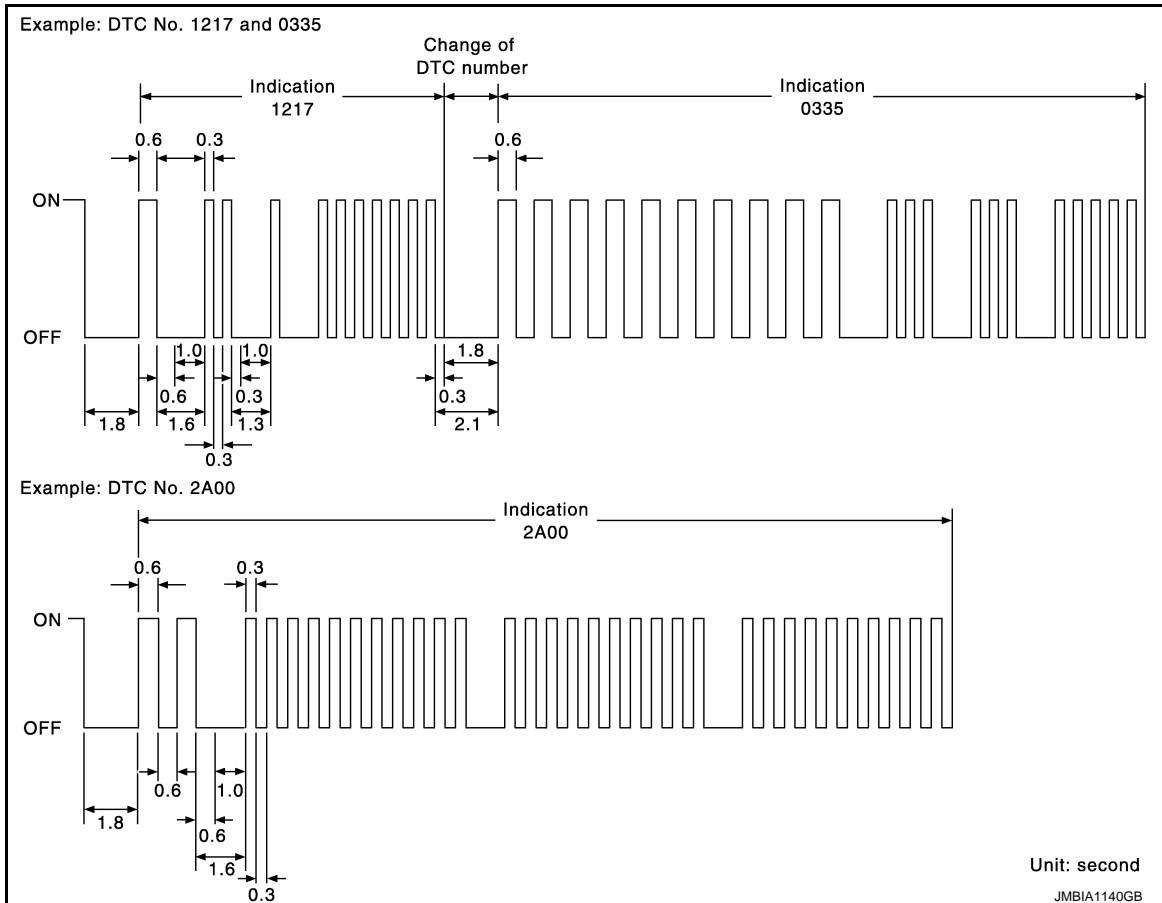 Example: DTC No. 1217 and 0335
Change of
DTC number
Indication
1217
Indication
0335
0.6
0.3
0.6
ON
OFF
1.0
1.0
1.8
0.6
0.3
0.3
1.8
1.6
1.3
2.1
0.3
Example: DTC No. 2A00
Indication
2A00
0.6
0.3
ON
OFF
0.6
1.0
1.8
0.6
1.6
0.3
Unit: second
JMBIA1140GB